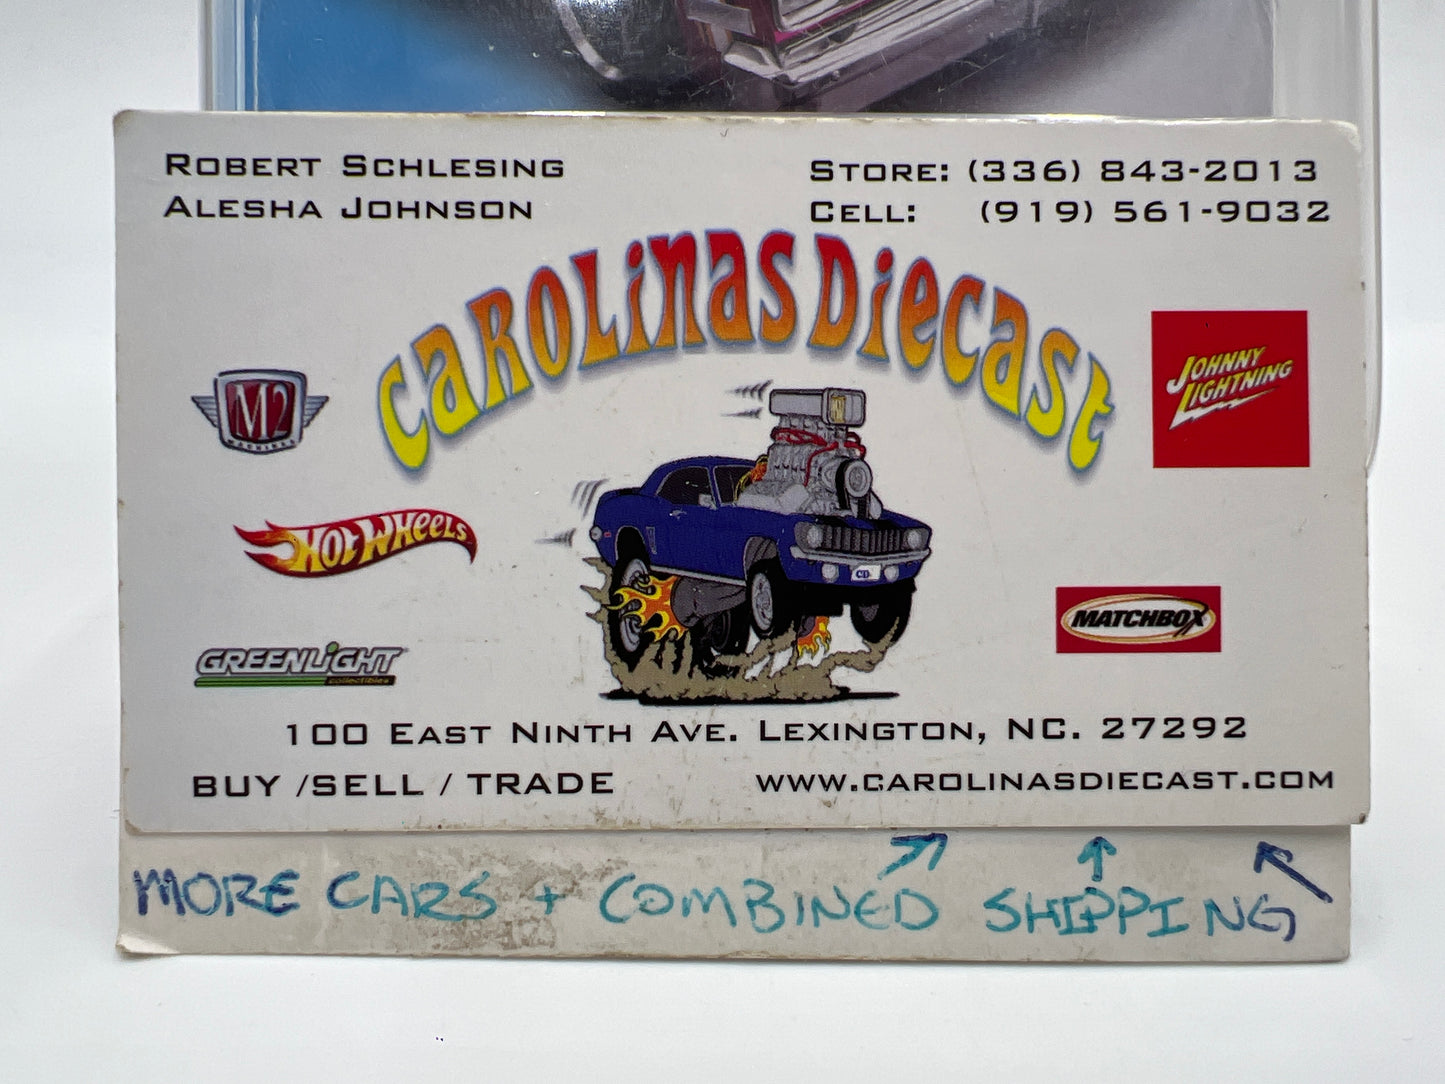 ROBERT SCHLESING
ALESHA JOHNSON
STORE: (336) 843-2013
CELL: (919) 561-9032
CAROLINAS DIECAST
M2
MACHINES
JOHNNY
LIGHTNING
HOT WHEELS
CD
MATCHBOX
GREENLIGHT
collectibles
100 EAST NINTH AVE. LEXINGTON, NC. 27292
BUY /SELL / TRADE
WWW.CAROLINASDIECAST.COM
MORE CARS + COMBINED SHIPPING